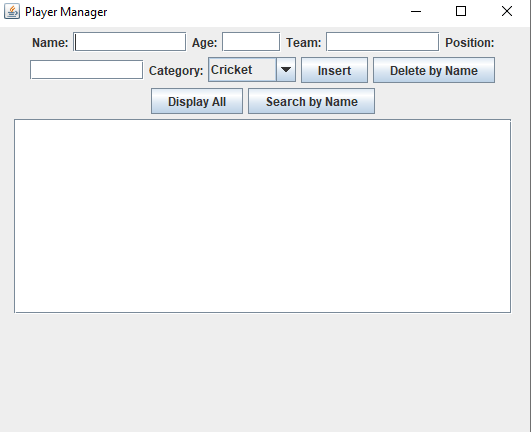 Player Manager
Name: Age: Team: Position:
Category: Cricket Insert Delete by Name
Display All Search by Name